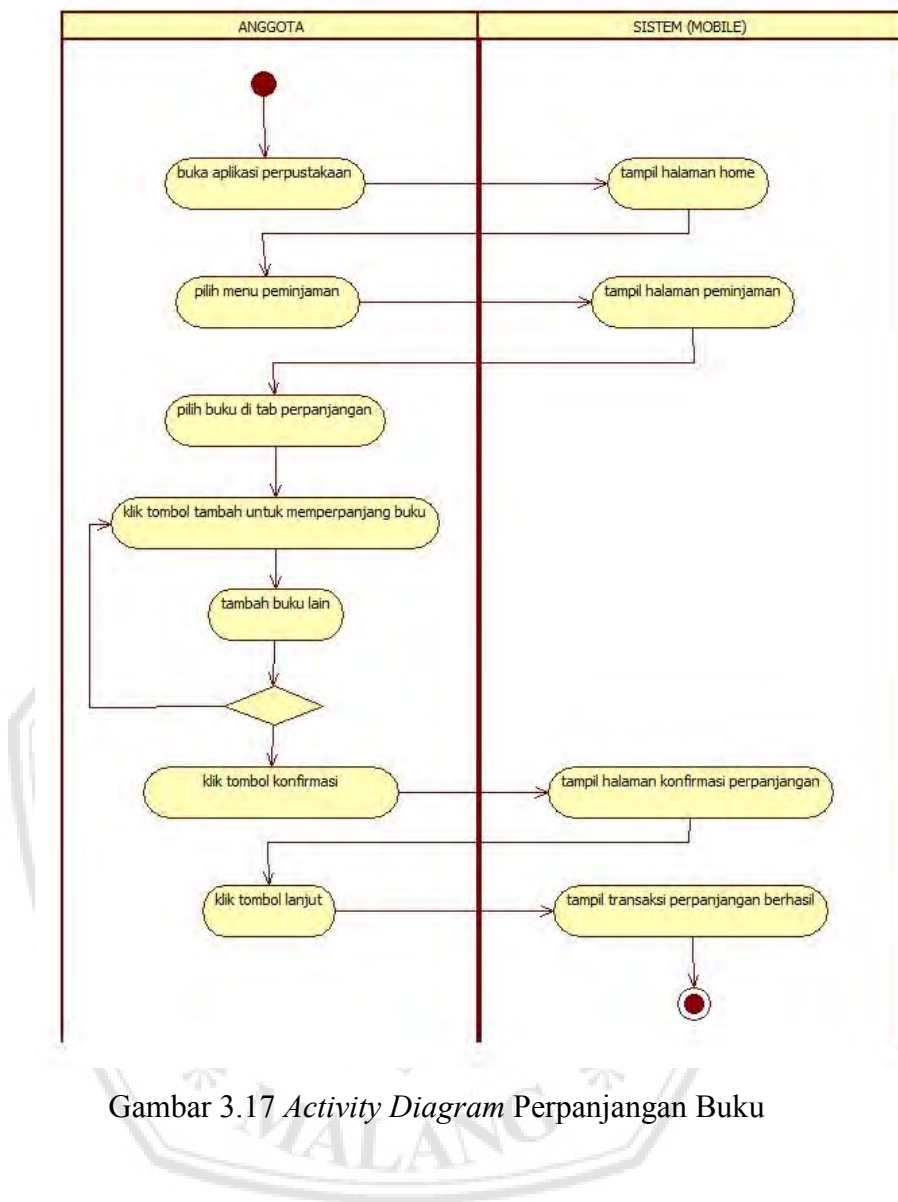 ANGGOTA
SISTEM (MOBILE)
buka aplikasi perpustakaan
tampil halaman home
pilih menu peminjaman
tampil halaman peminjaman
pilih buku di tab perpanjangan
klik tombol tambah untuk memperpanjang buku
tambah buku lain
klik tombol konfirmasi
tampil halaman konfirmasi perpanjangan
klik tombol lanjut
tampil transaksi perpanjangan berhasil
Gambar 3.17 Activity Diagram Perpanjangan Buku
MALANG